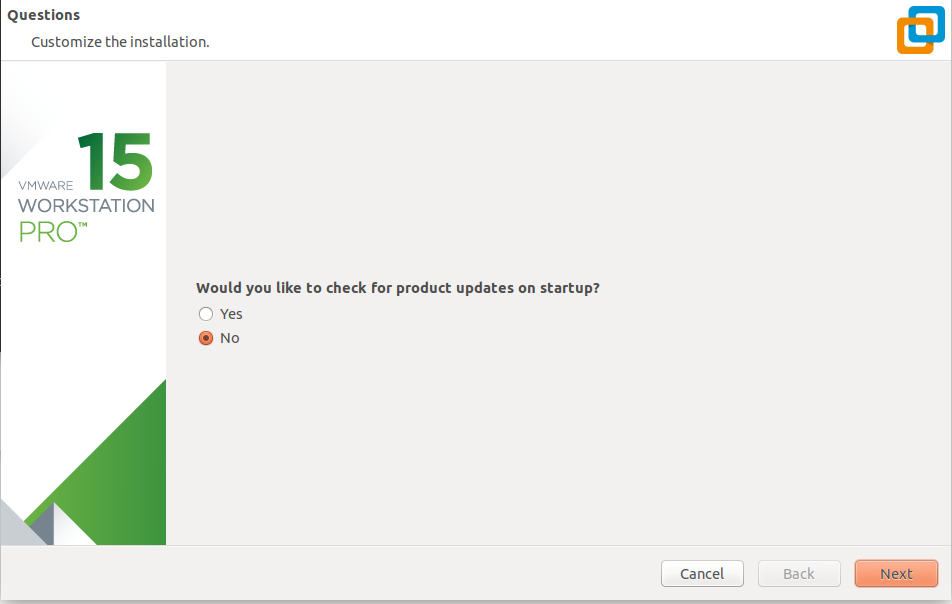 Questions
Customize the installation.
15
VMWARE
WORKSTATION
PRO™
Would you like to check for product updates on startup?
Yes
No
Cancel
Back
Next